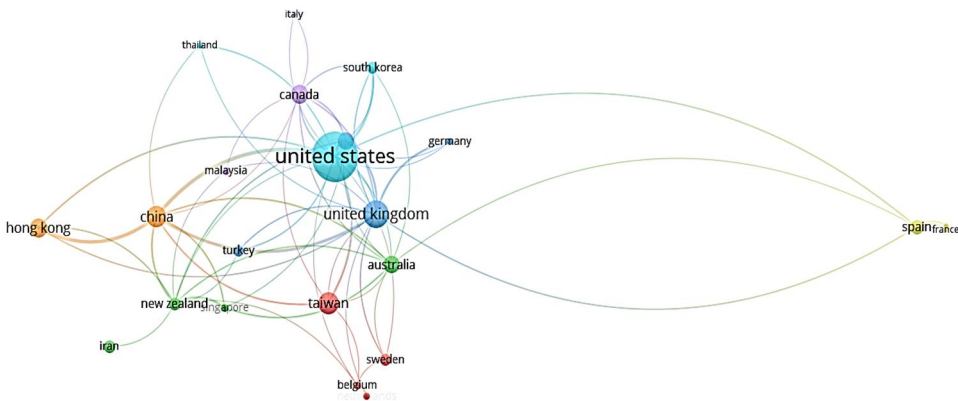 italy
thailand
south korea
canada
germany
united states
malaysia
china
united kingdom
hong kong
spain
france
turkey
australia
new zealand
singapore
taiwan
iran
sweden
belgium
netherlands